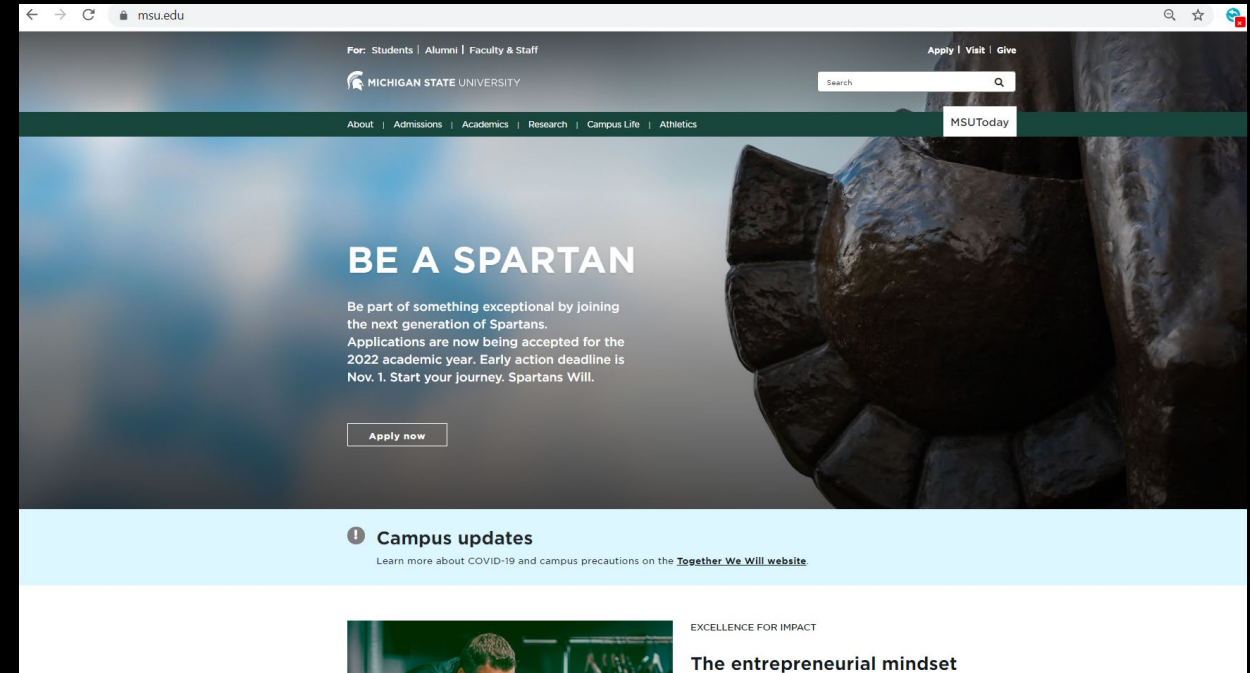 msu.edu
For: Students | Alumni | Faculty & Staff
Apply | Visit | Give
MICHIGAN STATE UNIVERSITY
Search
About | Admissions | Academics | Research | Campus Life | Athletics
MSUToday
BE A SPARTAN
Be part of something exceptional by joining
the next generation of Spartans.
Applications are now being accepted for the
2022 academic year. Early action deadline is
Nov. 1. Start your journey. Spartans Will.
Apply now
Campus updates
Learn more about COVID-19 and campus precautions on the Together We Will website.
EXCELLENCE FOR IMPACT
The entrepreneurial mindset